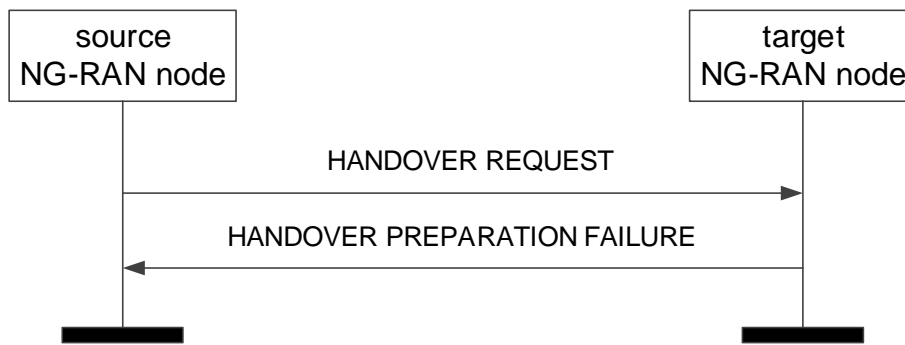 source
NG-RAN node
target
NG-RAN node
HANDOVER REQUEST
HANDOVER PREPARATION FAILURE